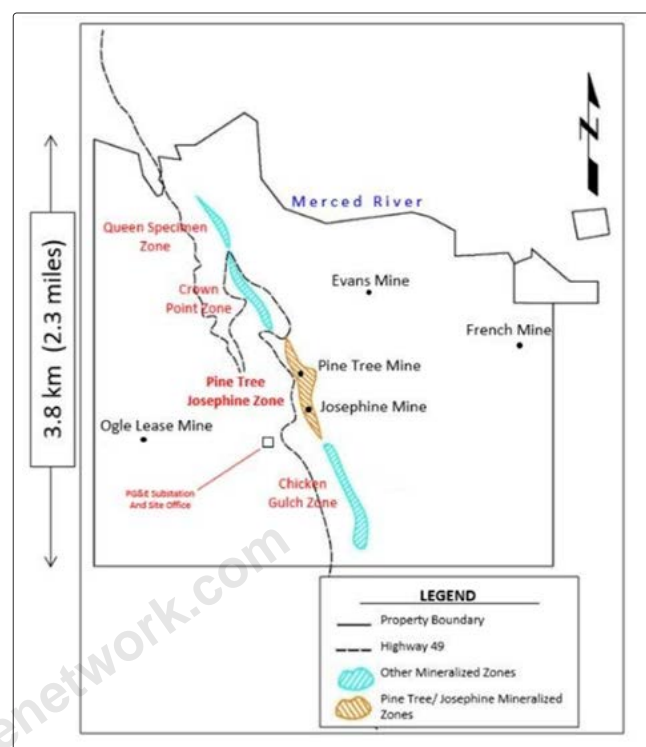 N
Merced River
Queen Specimen
Zone
Evans Mine
Crown
Point Zone
French Mine
3.8 km (2.3 miles)
Pine Tree Mine
Pine Tree
Josephine Zone
Josephine Mine
Ogle Lease Mine
Chicken
Gulch Zone
PG&E Substation
And Site Office
LEGEND
Property Boundary
Highway 49
Other Mineralized Zones
Pine Tree/ Josephine Mineralized
Zones
enetwork.com